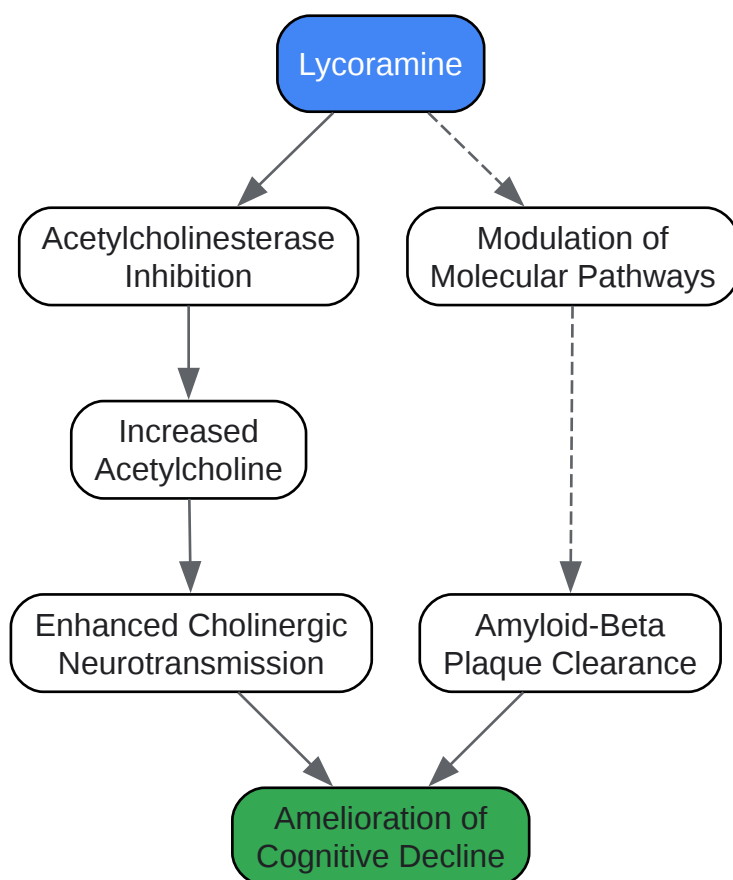 Lycoramine
Acetylcholinesterase
Inhibition
Modulation of
Molecular Pathways
Increased
Acetylcholine
Enhanced Cholinergic
Neurotransmission
Amyloid-Beta
Plaque Clearance
Amelioration of
Cognitive Decline